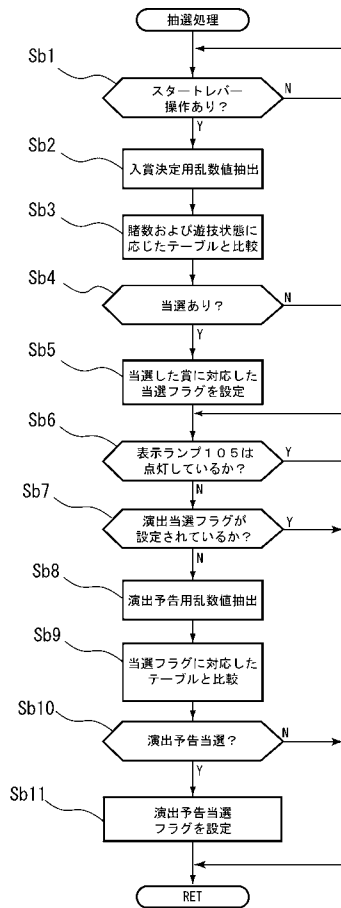 抽選処理
Sb1
スタートレバー
操作あり?
N
Y
Sb2
入賞決定用乱数値抽出
Sb3
賭数および遊技状態に
応じたテーブルと比較
Sb4
当選あり?
N
Y
Sb5
当選した賞に対応した
当選フラグを設定
Sb6
表示ランプ105は
点灯しているか?
Y
N
Sb7
演出当選フラグが
設定されているか?
Y
N
Sb8
演出予告用乱数値抽出
Sb9
当選フラグに対応した
テーブルと比較
Sb10
演出予告当選?
N
Y
Sb11
演出予告当選
フラグを設定
RET